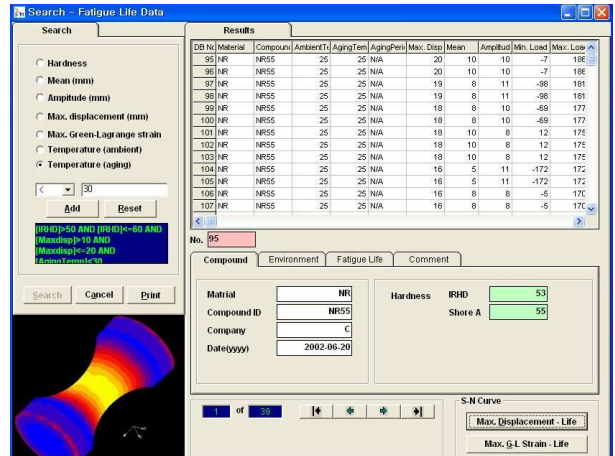 Search - Fatigue Life Data
Search
Hardness
Mean (mm)
Ampitude (mm)
Max. displacement (mm)
Max. Green-Lagrange strain
Temperature (ambient)
Temperature (aging)
< 30
Add Reset
[IRHD]>50 AND [IRHD]<=60 AND
[Maxdisp]>10 AND
[Maxdisp]<=20 AND
[AgingTemp]<30
Search Cancel Print
Results
DB No Material Compound AmbientTe AgingTem AgingPeri Max. Disp Mean Amplitud Min. Load Max. Load
95 NR NR55 25 25 N/A 20 10 10 -7 186
96 NR NR55 25 25 N/A 20 10 10 -7 186
97 NR NR55 25 25 N/A 19 8 11 -98 181
98 NR NR55 25 25 N/A 19 8 11 -98 181
99 NR NR55 25 25 N/A 18 8 10 -69 177
100 NR NR55 25 25 N/A 18 8 10 -69 177
101 NR NR55 25 25 N/A 18 10 8 12 175
102 NR NR55 25 25 N/A 18 10 8 12 175
103 NR NR55 25 25 N/A 18 10 8 12 175
104 NR NR55 25 25 N/A 16 5 11 -172 172
105 NR NR55 25 25 N/A 16 5 11 -172 172
106 NR NR55 25 25 N/A 16 8 8 -5 170
107 NR NR55 25 25 N/A 16 8 8 -5 170
No. 95
Compound Environment Fatigue Life Comment
Matrial NR
Compound ID NR55
Company C
Date(yyyy) 2002-06-20
Hardness IRHD 53
Shore A 55
1 of 39
S-N Curve
Max. Displacement - Life
Max. G-L Strain - Life